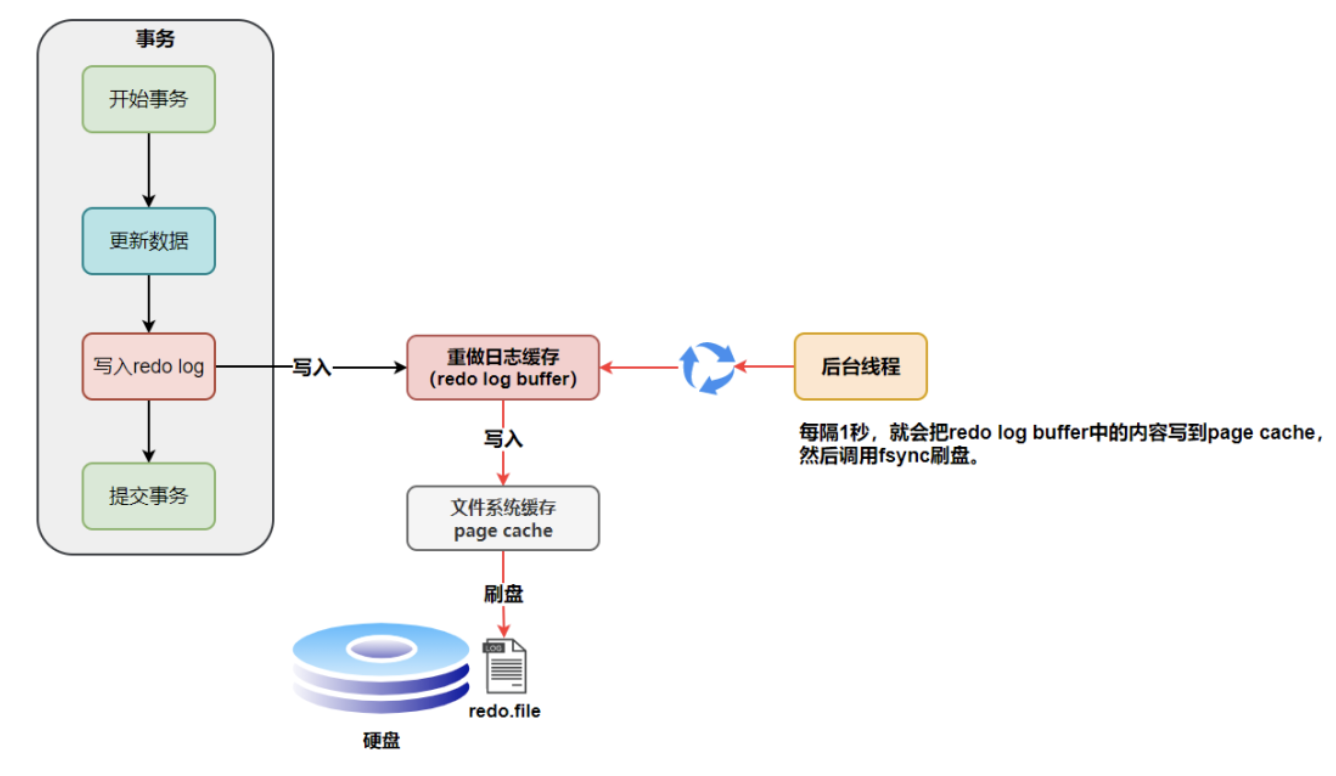 事务
开始事务
更新数据
写入redo log
提交事务
写入
重做日志缓存
（redo log buffer）
后台线程
每隔1秒，就会把redo log buffer中的内容写到page cache，
然后调用fsync刷盘。
写入
文件系统缓存
page cache
刷盘
LOG
redo.file
硬盘